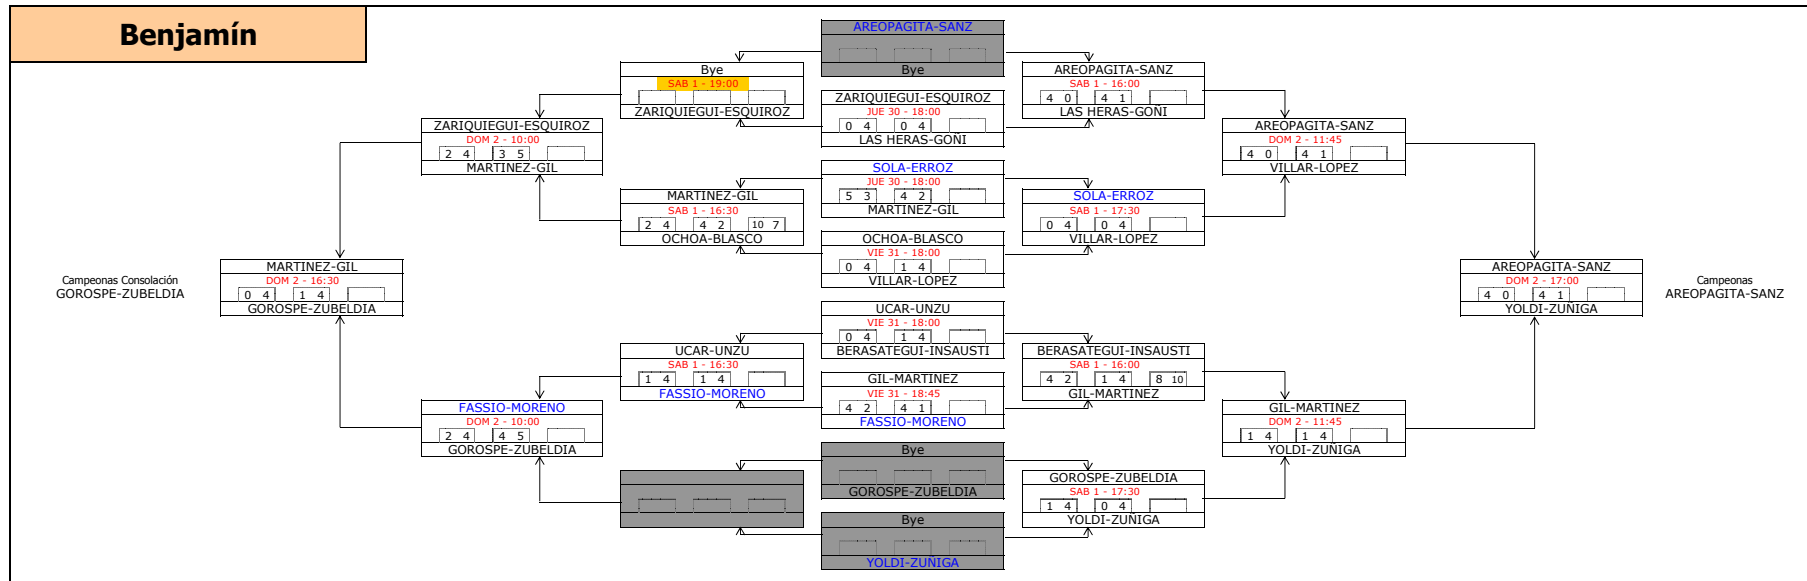 Benjamín
AREOPAGITA-SANZ
Bye
ZARIQUIEGUI-ESQUIROZ
JUE 30 - 18:00
0 4 0 4
LAS HERAS-GOÑI
SOLA-ERROZ
JUE 30 - 18:00
5 3 4 2
MARTINEZ-GIL
OCHOA-BLASCO
VIE 31 - 18:00
0 4 1 4
VILLAR-LOPEZ
UCAR-UNZU
VIE 31 - 18:00
0 4 1 4
BERASATEGUI-INSAUSTI
GIL-MARTINEZ
VIE 31 - 18:45
4 2 4 1
FASSIO-MORENO
Bye
GOROSPE-ZUBELDIA
Bye
YOLDI-ZUÑIGA
Bye
SAB 1 - 19:00
ZARIQUIEGUI-ESQUIROZ
MARTINEZ-GIL
SAB 1 - 16:30
2 4 4 2 10 7
OCHOA-BLASCO
UCAR-UNZU
SAB 1 - 16:30
1 4 1 4
FASSIO-MORENO
ZARIQUIEGUI-ESQUIROZ
DOM 2 - 10:00
2 4 3 5
MARTINEZ-GIL
FASSIO-MORENO
DOM 2 - 10:00
2 4 4 5
GOROSPE-ZUBELDIA
MARTINEZ-GIL
DOM 2 - 16:30
0 4 1 4
GOROSPE-ZUBELDIA
Campeonas Consolación
GOROSPE-ZUBELDIA
AREOPAGITA-SANZ
SAB 1 - 16:00
4 0 4 1
LAS HERAS-GOÑI
SOLA-ERROZ
SAB 1 - 17:30
0 4 0 4
VILLAR-LOPEZ
BERASATEGUI-INSAUSTI
SAB 1 - 16:00
4 2 1 4 8 10
GIL-MARTINEZ
GOROSPE-ZUBELDIA
SAB 1 - 17:30
1 4 0 4
YOLDI-ZUÑIGA
AREOPAGITA-SANZ
DOM 2 - 11:45
4 0 4 1
VILLAR-LOPEZ
GIL-MARTINEZ
DOM 2 - 11:45
1 4 1 4
YOLDI-ZUÑIGA
AREOPAGITA-SANZ
DOM 2 - 17:00
4 0 4 1
YOLDI-ZUÑIGA
Campeonas
AREOPAGITA-SANZ